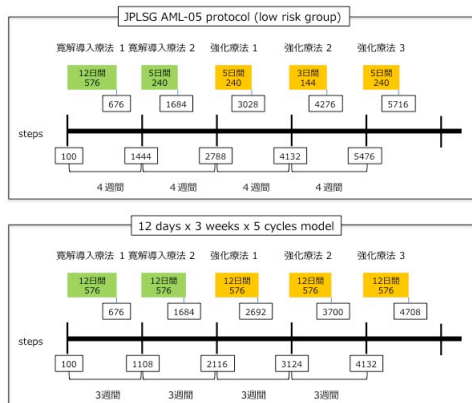 JPLSG AML-05 protocol (low risk group)
寛解導入療法 1 寛解導入療法 2 強化療法 1 強化療法 2 強化療法 3
12日間 5日間 5日間 3日間 5日間
576 240 240 144 240
676 1684 3028 4276 5716
steps
100 1444 2788 4132 5476
4週間 4週間 4週間 4週間
12 days x 3 weeks x 5 cycles model
寛解導入療法 1 寛解導入療法 2 強化療法 1 強化療法 2 強化療法 3
12日間 12日間 12日間 12日間 12日間
576 576 576 576 576
676 1684 2692 3700 4708
steps
100 1108 2116 3124 4132
3週間 3週間 3週間 3週間